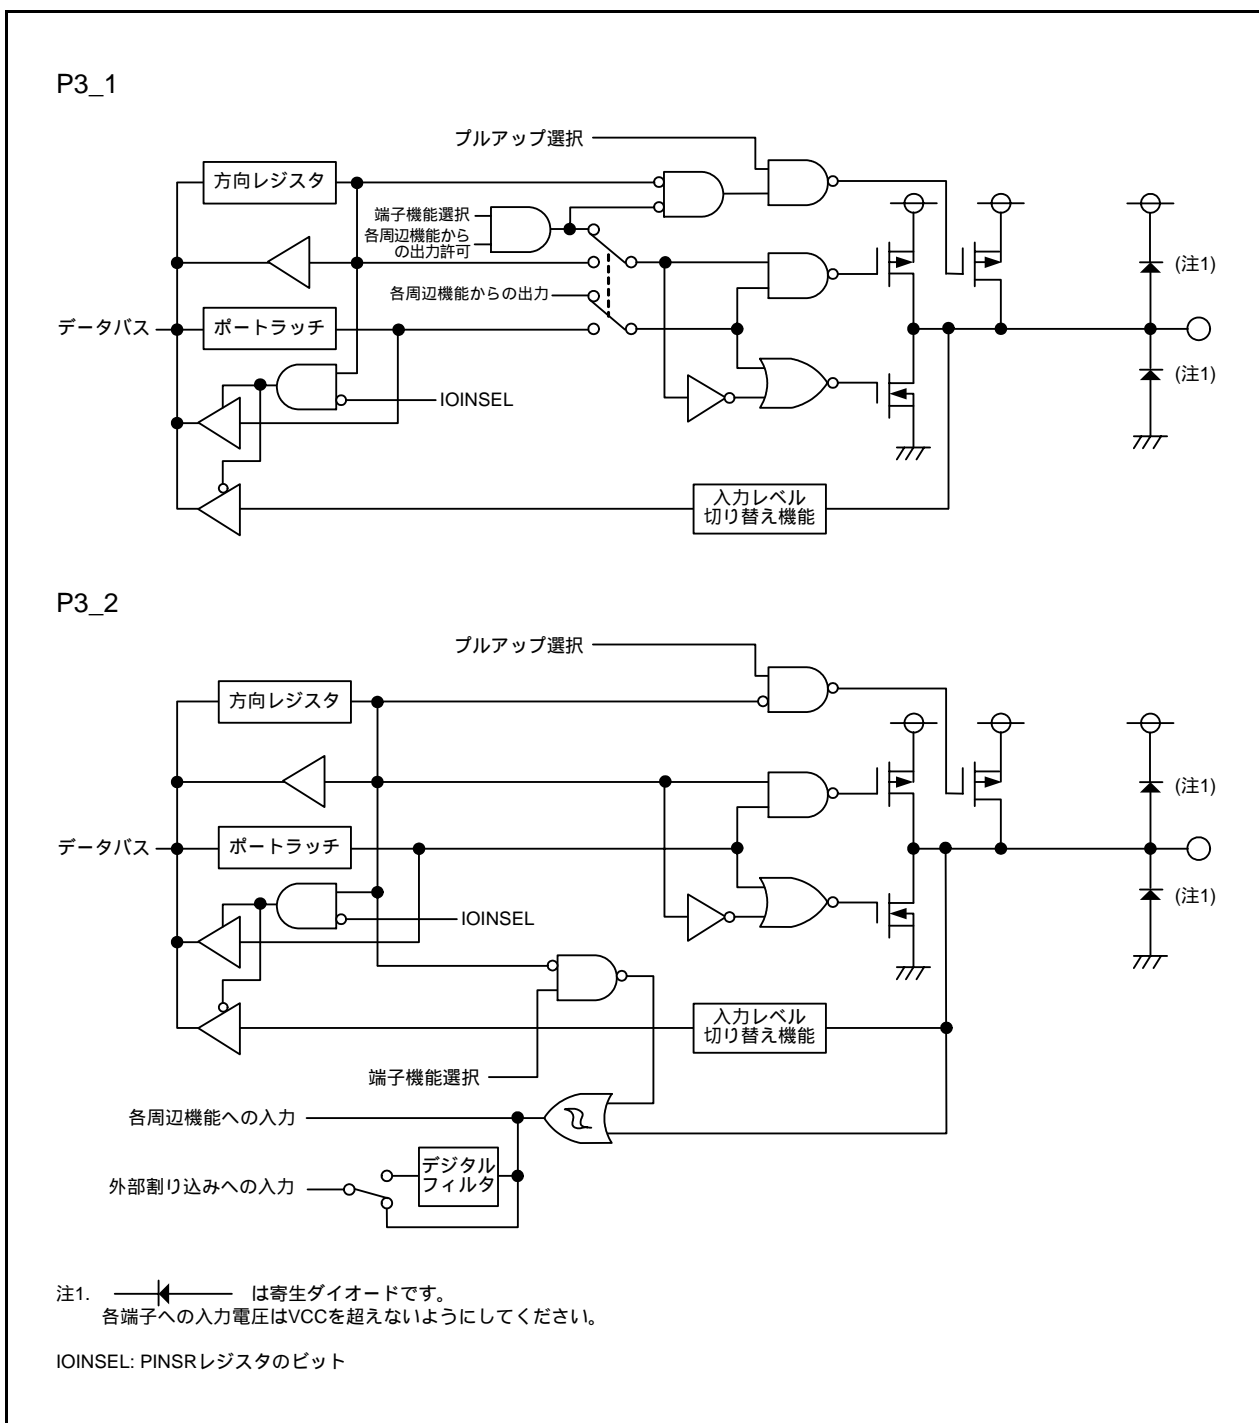 P3_1
プルアップ選択
方向レジスタ
端子機能選択
各周辺機能から
の出力許可
(注1)
各周辺機能からの出力
データバス
ポートラッチ
(注1)
IOINSEL
入力レベル
切り替え機能
P3_2
プルアップ選択
方向レジスタ
(注1)
データバス
ポートラッチ
(注1)
IOINSEL
入力レベル
切り替え機能
端子機能選択
各周辺機能への入力
デジタル
フィルタ
外部割り込みへの入力
注1. は寄生ダイオードです。
各端子への入力電圧はVCCを超えないようにしてください。
IOINSEL: PINSRレジスタのビット